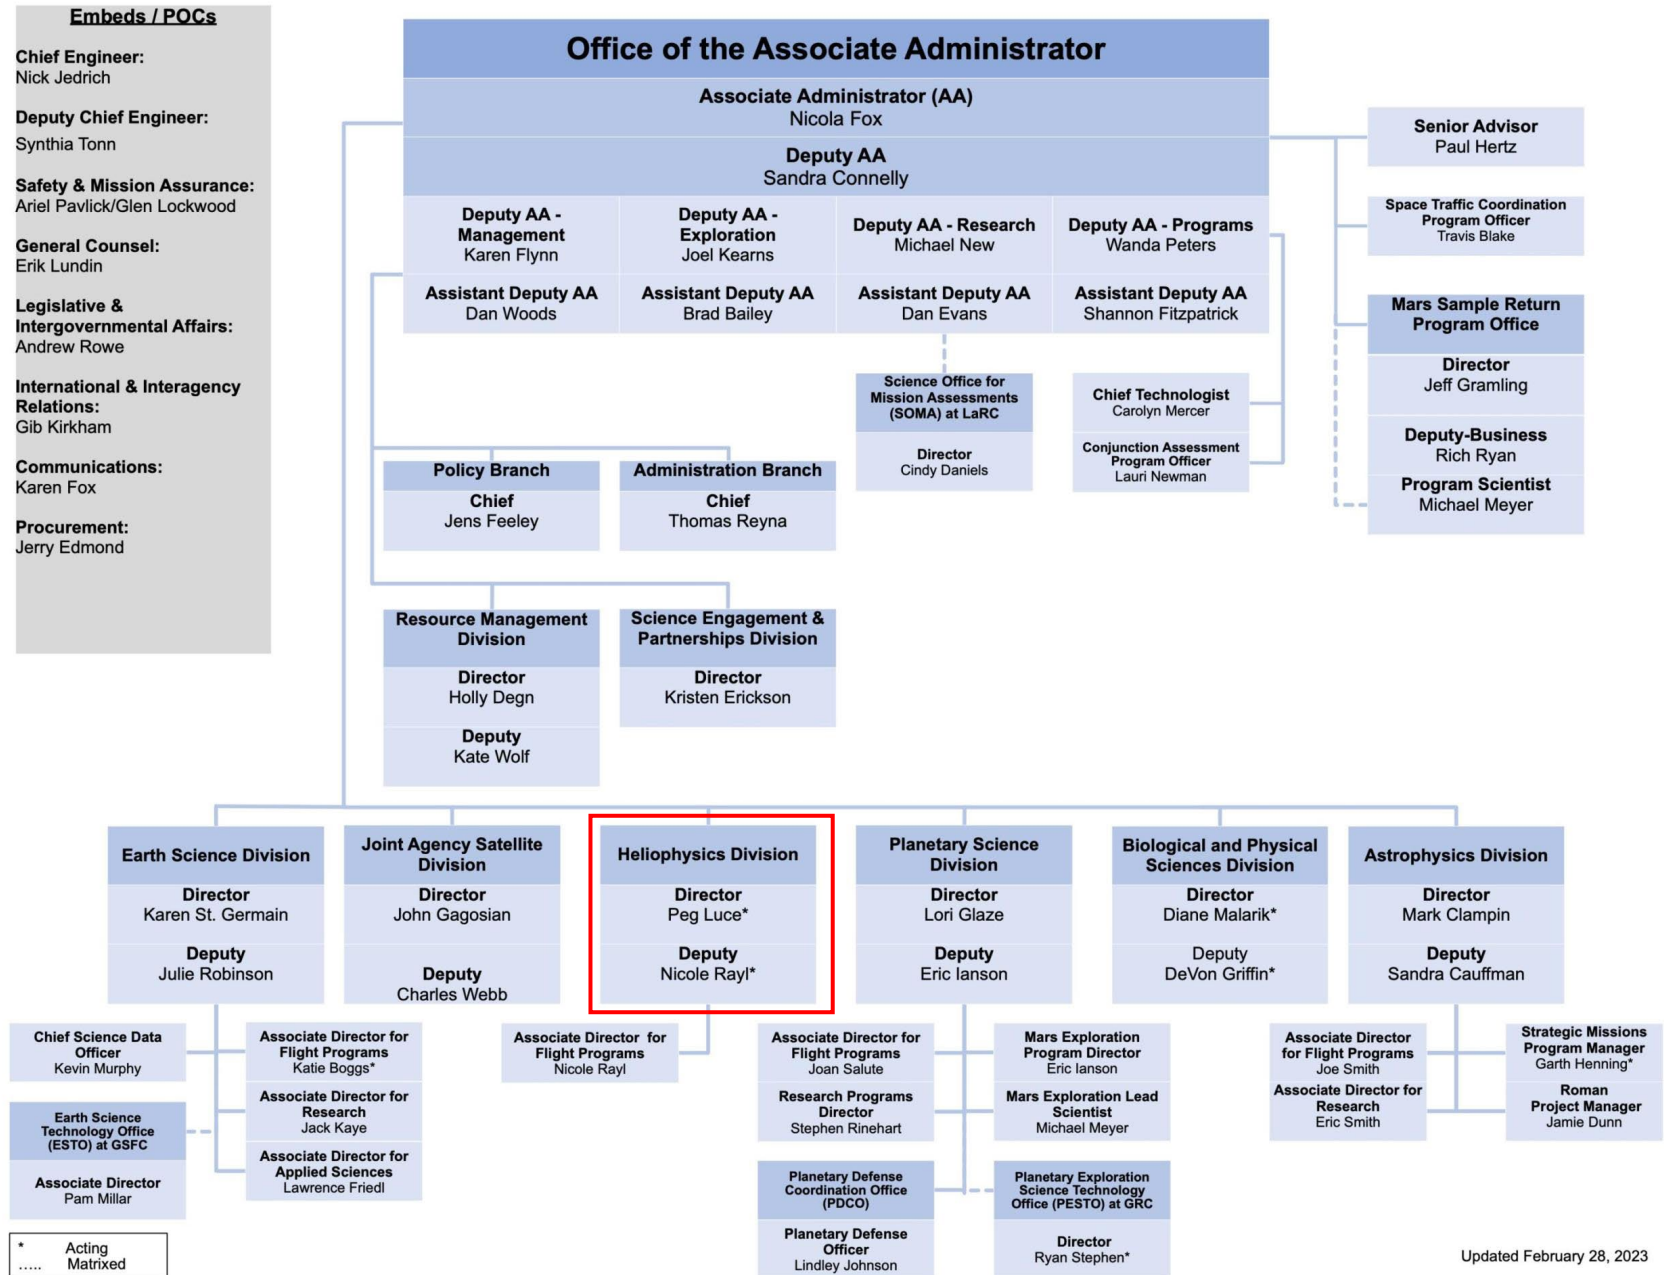 Embeds / POCs
Chief Engineer:
Nick Jedrich
Deputy Chief Engineer:
Synthia Tonn
Safety & Mission Assurance:
Ariel Pavlick/Glen Lockwood
General Counsel:
Erik Lundin
Legislative &
Intergovernmental Affairs:
Andrew Rowe
International & Interagency
Relations:
Gib Kirkham
Communications:
Karen Fox
Procurement:
Jerry Edmond
Office of the Associate Administrator
Associate Administrator (AA)
Nicola Fox
Deputy AA
Sandra Connelly
Deputy AA -
Management
Karen Flynn
Deputy AA -
Exploration
Joel Kearns
Deputy AA - Research
Michael New
Deputy AA - Programs
Wanda Peters
Assistant Deputy AA
Dan Woods
Assistant Deputy AA
Brad Bailey
Assistant Deputy AA
Dan Evans
Assistant Deputy AA
Shannon Fitzpatrick
Senior Advisor
Paul Hertz
Space Traffic Coordination
Program Officer
Travis Blake
Mars Sample Return
Program Office
Director
Jeff Gramling
Deputy-Business
Rich Ryan
Program Scientist
Michael Meyer
Science Office for
Mission Assessments
(SOMA) at LaRC
Director
Cindy Daniels
Chief Technologist
Carolyn Mercer
Conjunction Assessment
Program Officer
Lauri Newman
Policy Branch
Chief
Jens Feeley
Administration Branch
Chief
Thomas Reyna
Resource Management
Division
Director
Holly Degn
Deputy
Kate Wolf
Science Engagement &
Partnerships Division
Director
Kristen Erickson
Earth Science Division
Director
Karen St. Germain
Deputy
Julie Robinson
Joint Agency Satellite
Division
Director
John Gagosian
Deputy
Charles Webb
Heliophysics Division
Director
Peg Luce*
Deputy
Nicole Rayl*
Planetary Science
Division
Director
Lori Glaze
Deputy
Eric Ianson
Biological and Physical
Sciences Division
Director
Diane Malarik*
Deputy
DeVon Griffin*
Astrophysics Division
Director
Mark Clampin
Deputy
Sandra Cauffman
Chief Science Data
Officer
Kevin Murphy
Earth Science
Technology Office
(ESTO) at GSFC
Associate Director
Pam Millar
Associate Director for
Flight Programs
Katie Boggs*
Associate Director for
Research
Jack Kaye
Associate Director for
Applied Sciences
Lawrence Friedl
Associate Director for
Flight Programs
Nicole Rayl
Associate Director for
Flight Programs
Joan Salute
Research Programs
Director
Stephen Rinehart
Planetary Defense
Coordination Office
(PDCO)
Planetary Defense
Officer
Lindley Johnson
Mars Exploration
Program Director
Eric Ianson
Mars Exploration Lead
Scientist
Michael Meyer
Planetary Exploration
Science Technology
Office (PESTO) at GRC
Director
Ryan Stephen*
Associate Director
for Flight Programs
Joe Smith
Associate Director for
Research
Eric Smith
Strategic Missions
Program Manager
Garth Henning*
Roman
Project Manager
Jamie Dunn
* Acting
..... Matrixed
Updated February 28, 2023